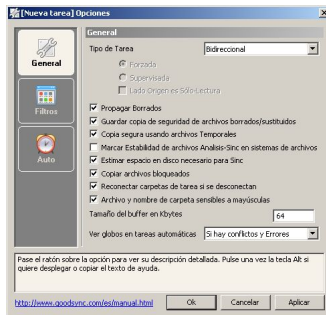 [Nueva tarea] Opciones
General
Filtros
Auto
General
Tipo de Tarea Bidireccional
Forzada
Supervisada
Lado Origen es Sólo-Lectura
Propagar Borrados
Guardar copia de seguridad de archivos borrados/sustituidos
Copia segura usando archivos Temporales
Marcar Estabilidad de archivos Analisis-Sinc en sistemas de archivos
Estimar espacio en disco necesario para Sinc
Copiar archivos bloqueados
Reconectar carpetas de tarea si se desconectan
Archivo y nombre de carpeta sensibles a mayúsculas
Tamaño del buffer en Kbytes 64
Ver globos en tareas automáticas Si hay conflictos y Errores
Pase el ratón sobre la opción para ver su descripción detallada. Pulse una vez la tecla Alt si
quiere desplegar o copiar el texto de ayuda.
http://www.goodsync.com/es/manual.html Ok Cancelar Aplicar